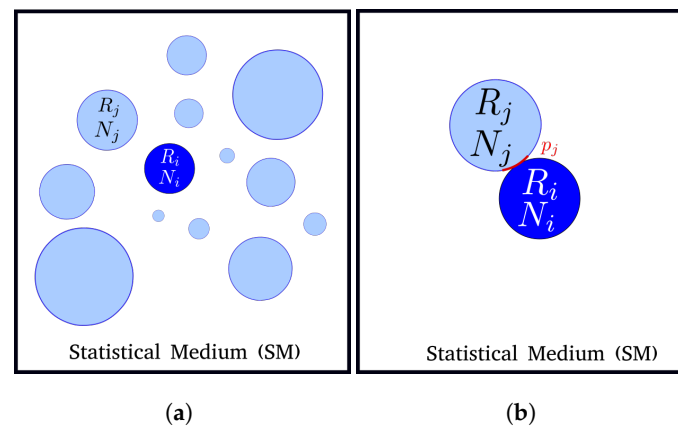 R_j
N_j
R_i
N_i
Statistical Medium (SM)
(a)
R_j
N_j
p_j
R_i
N_i
Statistical Medium (SM)
(b)